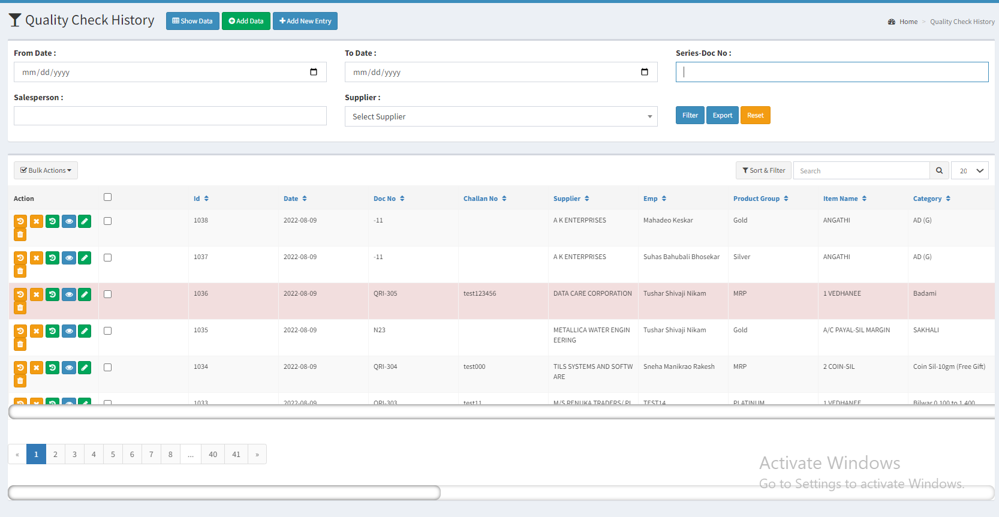 Quality Check History Show Data Add Data Add New Entry
Home > Quality Check History
From Date : To Date : Series-Doc No :
mm/dd/yyyy mm/dd/yyyy
Salesperson : Supplier :
Select Supplier Filter Export Reset
Bulk Actions Sort & Filter Search 20
Action Id Date Doc No Challan No Supplier Emp Product Group Item Name Category
1038 2022-08-09 -11 A K ENTERPRISES Mahadeo Keskar Gold ANGATHI AD (G)
1037 2022-08-09 -11 A K ENTERPRISES Suhas Bahubali Bhosekar Silver ANGATHI AD (G)
1036 2022-08-09 QRI-305 test123456 DATA CARE CORPORATION Tushar Shivaji Nikam MRP 1 VEDHANEE Badami
1035 2022-08-09 N23 METALLICA WATER ENGIN Tushar Shivaji Nikam Gold A/C PAYAL-SIL MARGIN SAKHALI
EERING
1034 2022-08-09 QRI-304 test000 TILS SYSTEMS AND SOFTW Sneha Manikrao Rakesh MRP 2 COIN-SIL Coin Sil-10gm (Free Gift)
ARE
1033 2022-08-09 QRI-303 test11 M/S RENUKA TRADERS/ PL TEST14 PLATINUM 1 VEDHANEE Bilwar 0.100 to 1.400
« 1 2 3 4 5 6 7 8 ... 40 41 »
Activate Windows
Go to Settings to activate Windows.